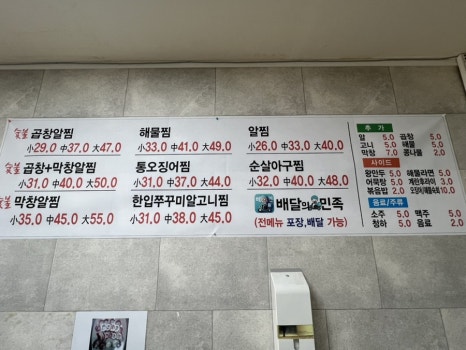 곱창알찜
小29.0 中37.0 大47.0
해물찜
小33.0 中41.0 大49.0
알찜
小26.0 中33.0 大40.0
곱창+막창알찜
小31.0 中40.0 大50.0
통오징어찜
小31.0 中37.0 大44.0
순살아구찜
小32.0 中40.0 大48.0
막창알찜
小35.0 中45.0 大55.0
한입쭈꾸미알고니찜
小31.0 中38.0 大45.0
배달의민족
(전메뉴 포장,배달 가능)
추 가
알 5.0 곱창 5.0
고니 5.0 해물 5.0
막창 7.0 콩나물 2.0
사이드
왕만두 5.0 해물라면 5.0
어묵탕 5.0 계란후라이 3.0
볶음밥 2.0 10.0
음료/주류
소주 5.0 맥주 5.0
청하 5.0 음료 2.0